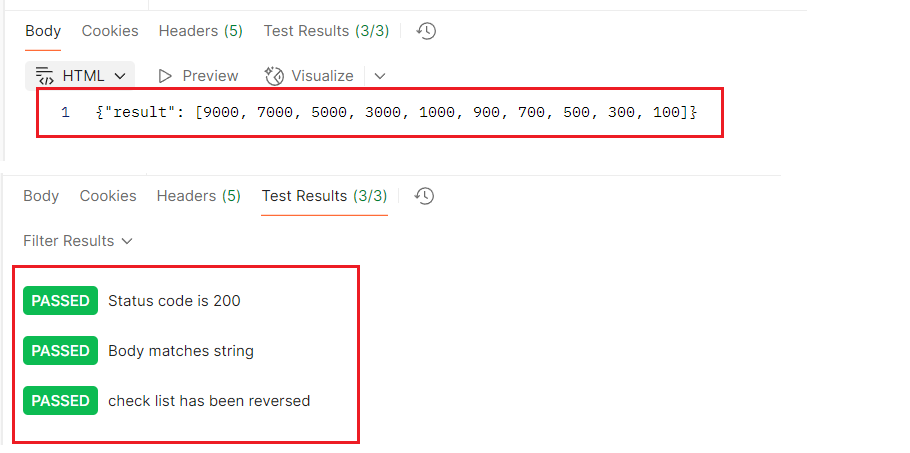 Body Cookies Headers (5) Test Results (3/3)
HTML Preview Visualize
1 {"result": [9000, 7000, 5000, 3000, 1000, 900, 700, 500, 300, 100]}
Body Cookies Headers (5) Test Results (3/3)
Filter Results
PASSED Status code is 200
PASSED Body matches string
PASSED check list has been reversed